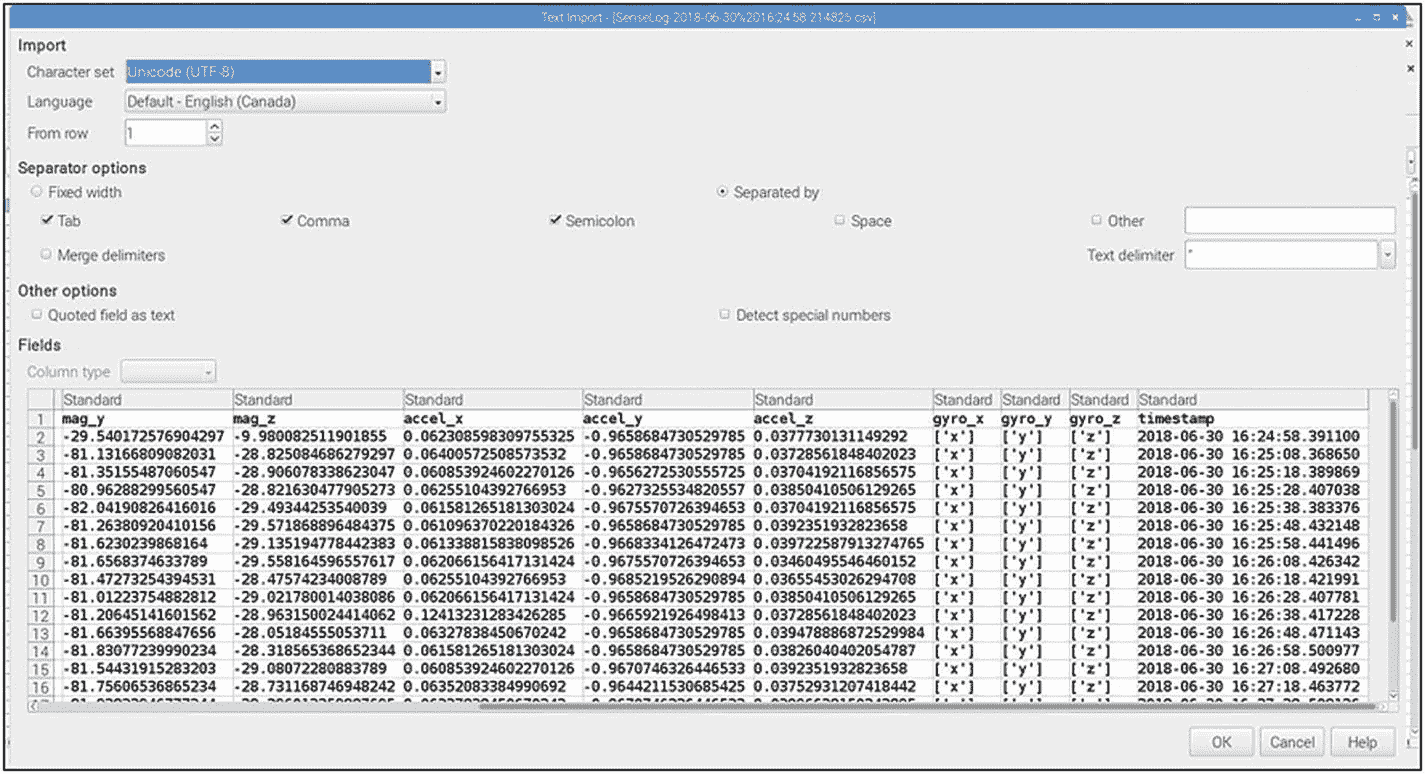 Text Import - [SenseLog-2018-06-30%2016:24:58.214825.csv]
Import
Character set Unicode (UTF-8)
Language Default - English (Canada)
From row 1
Separator options
Fixed width Separated by
Tab Comma Semicolon Space Other
Merge delimiters Text delimiter "
Other options
Quoted field as text Detect special numbers
Fields
Column type
Standard Standard Standard Standard Standard Standard Standard Standard Standard
1 mag_y mag_z accel_x accel_y accel_z gyro_x gyro_y gyro_z timestamp
2 -29.540172576904297 -9.980082511901855 0.062308598309755325 -0.9658684730529785 0.0377730131149292 ['x'] ['y'] ['z'] 2018-06-30 16:24:58.391100
3 -81.13166809082031 -28.825084686279297 0.06400572508573532 -0.9658684730529785 0.03728561848402023 ['x'] ['y'] ['z'] 2018-06-30 16:25:08.368650
4 -81.35155487060547 -28.906078338623047 0.060853924602270126 -0.9656272530555725 0.03704192116856575 ['x'] ['y'] ['z'] 2018-06-30 16:25:18.389869
5 -80.96288299560547 -28.821630477905273 0.06255104392766953 -0.9627325534820557 0.03850410506129265 ['x'] ['y'] ['z'] 2018-06-30 16:25:28.407038
6 -82.04190826416016 -29.49344253540039 0.061581265181303024 -0.9675570726394653 0.03704192116856575 ['x'] ['y'] ['z'] 2018-06-30 16:25:38.383376
7 -81.26380920410156 -29.571868896484375 0.06109637022018432​6 -0.9658684730529785 0.0392351932823658 ['x'] ['y'] ['z'] 2018-06-30 16:25:48.432148
8 -81.6230239868164 -29.135194778442383 0.061338815838098526 -0.9668334126472473 0.039722587913274765 ['x'] ['y'] ['z'] 2018-06-30 16:25:58.441496
9 -81.6568374633789 -29.558164596557617 0.062066156417131424 -0.9675570726394653 0.03460495546460152 ['x'] ['y'] ['z'] 2018-06-30 16:26:08.426342
10 -81.47273254394531 -28.47574234008789 0.06255104392766953 -0.9685219526290894 0.03655453026294708 ['x'] ['y'] ['z'] 2018-06-30 16:26:18.421991
11 -81.01223754882812 -29.0217800140380​86 0.062066156417131424 -0.9658684730529785 0.03850410506129265 ['x'] ['y'] ['z'] 2018-06-30 16:26:28.407781
12 -81.20645141601562 -28.963150024414062 0.12413231283426285 -0.9665921926498413 0.03728561848402023 ['x'] ['y'] ['z'] 2018-06-30 16:26:38.417228
13 -81.66395568847656 -28.05184555053711 0.06327838450670242 -0.9658684730529785 0.039478886872529984 ['x'] ['y'] ['z'] 2018-06-30 16:26:48.471143
14 -81.83077239990234 -28.318565368652344 0.061581265181303024 -0.9658684730529785 0.03826040402054787 ['x'] ['y'] ['z'] 2018-06-30 16:26:58.500977
15 -81.54431915283203 -29.08072280883789 0.060853924602270126 -0.9670746326446533 0.0392351932823658 ['x'] ['y'] ['z'] 2018-06-30 16:27:08.492680
16 -81.75606536865234 -28.731168746948242 0.06352083384990692 -0.9644211530685425 0.03752931207418442 ['x'] ['y'] ['z'] 2018-06-30 16:27:18.463772
OK Cancel Help